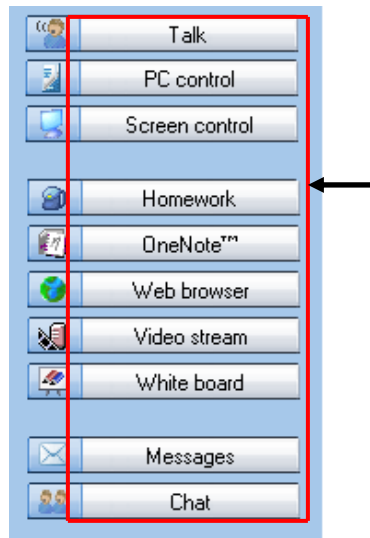 Talk
PC control
Screen control
Homework
OneNote™
Web browser
Video stream
White board
Messages
Chat